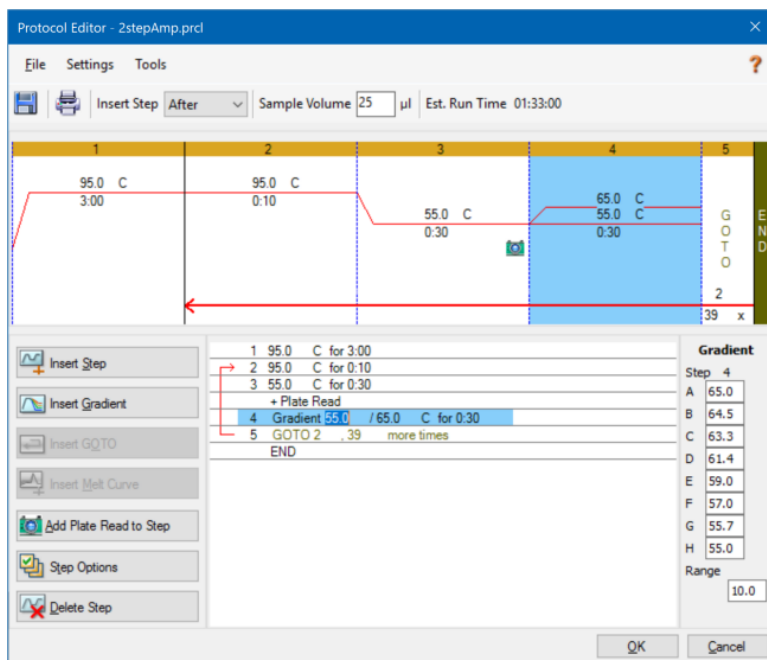 Protocol Editor - 2stepAmp.prcl
File Settings Tools ?
Insert Step After Sample Volume 25 µl Est. Run Time 01:33:00
1 2 3 4 5
95.0 C 95.0 C 65.0 C
3:00 0:10 55.0 C 55.0 C
0:30 0:30
GOTO
END
2
39 x
Insert Step
Insert Gradient
Insert GOTO
Insert Melt Curve
Add Plate Read to Step
Step Options
Delete Step
1 95.0 C for 3:00
2 95.0 C for 0:10
3 55.0 C for 0:30
+ Plate Read
4 Gradient 55.0 / 65.0 C for 0:30
5 GOTO 2 , 39 more times
END
Gradient
Step 4
A 65.0
B 64.5
C 63.3
D 61.4
E 59.0
F 57.0
G 55.7
H 55.0
Range
10.0
OK Cancel